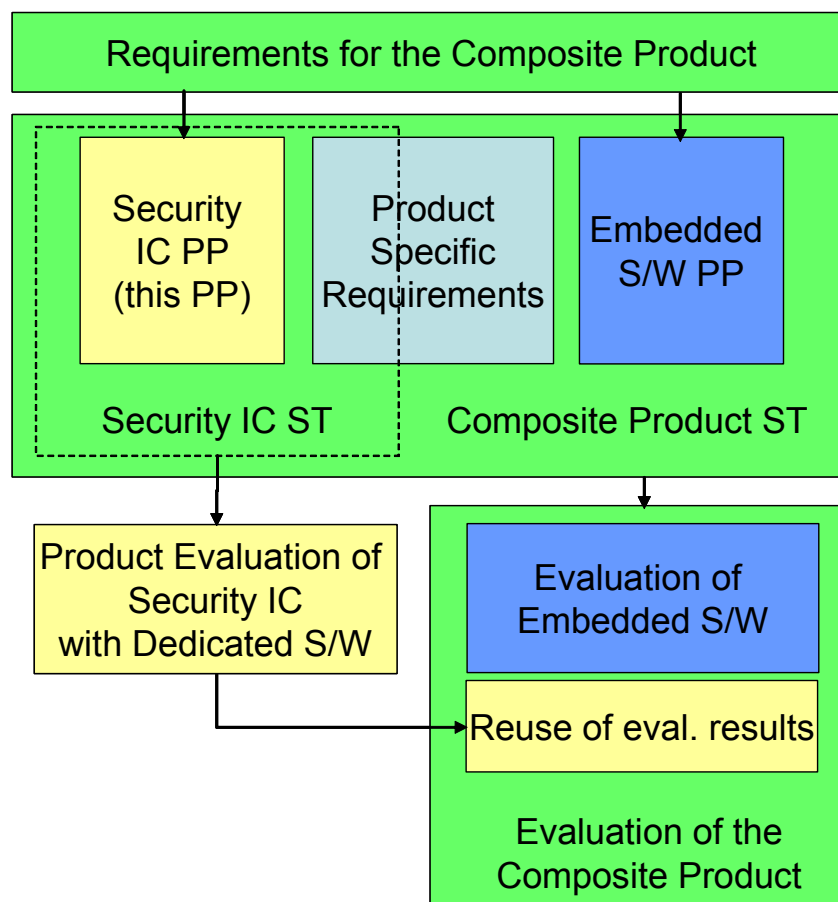 Requirements for the Composite Product
Security
IC PP
(this PP)
Product
Specific
Requirements
Embedded
S/W PP
Security IC ST
Composite Product ST
Product Evaluation of
Security IC
with Dedicated S/W
Evaluation of
Embedded S/W
Reuse of eval. results
Evaluation of the
Composite Product